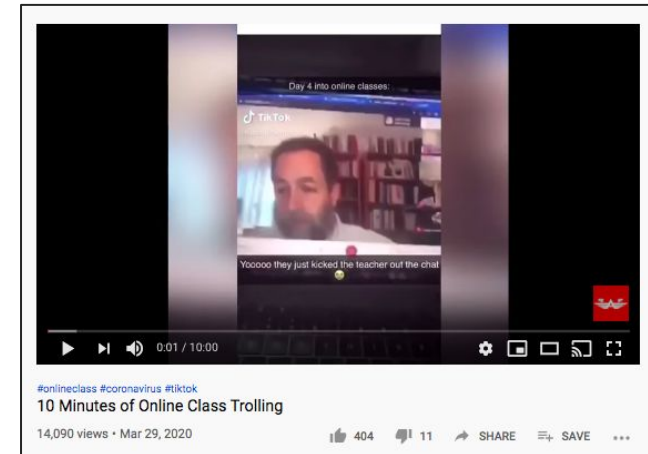 Day 4 into online classes:
TikTok
Yooooo they just kicked the teacher out the chat
0:01 / 10:00
#onlineclass #coronavirus #tiktok
10 Minutes of Online Class Trolling
14,090 views • Mar 29, 2020 404 11 SHARE SAVE